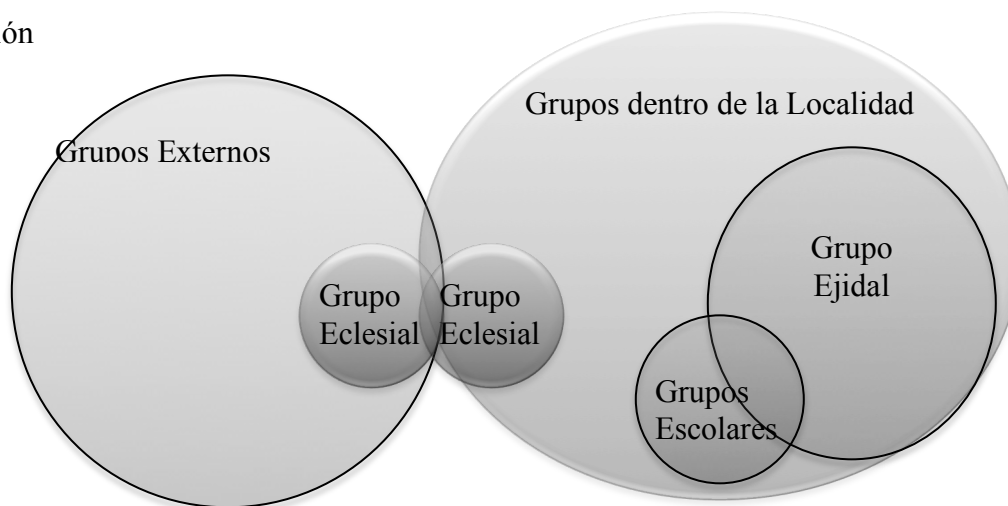 ón
Grupos dentro de la Localidad
Grupos Externos
Grupo
Ejidal
Grupo
Eclesial
Grupo
Eclesial
Grupos
Escolares